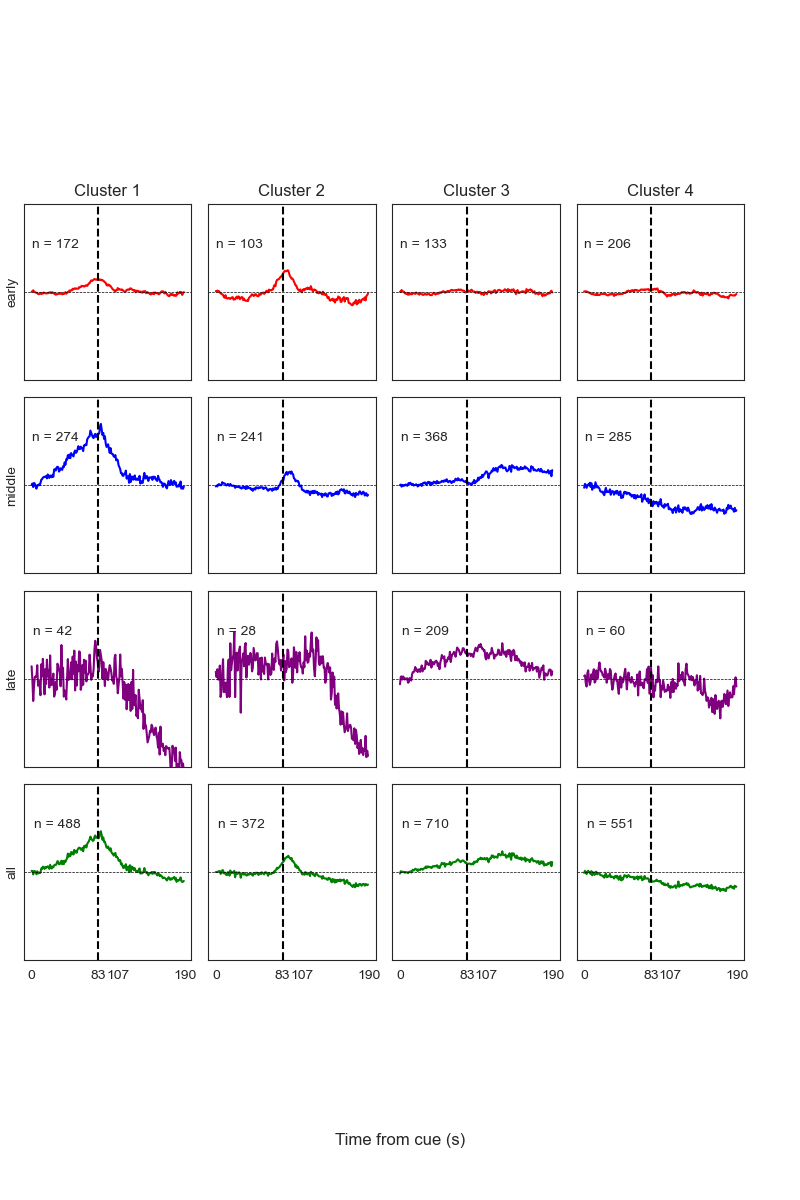 Cluster 1 Cluster 2 Cluster 3 Cluster 4
early
n = 172 n = 103 n = 133 n = 206
middle
n = 274 n = 241 n = 368 n = 285
late
n = 42 n = 28 n = 209 n = 60
all
n = 488 n = 372 n = 710 n = 551
0 83 107 190 0 83 107 190 0 83 107 190 0 83 107 190
Time from cue (s)